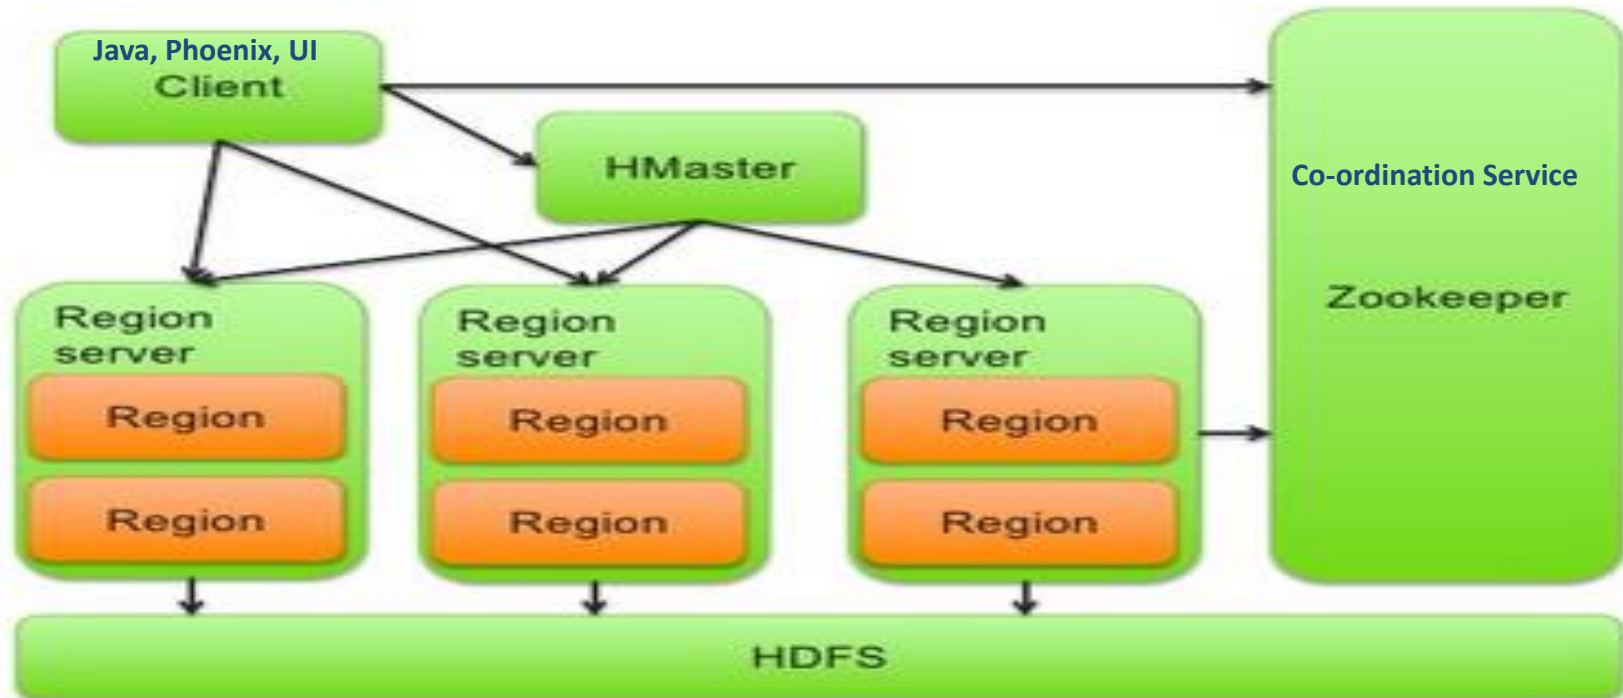 Java, Phoenix, UI
Client
HMaster
Co-ordination Service
Zookeeper
Region
server
Region
Region
Region
server
Region
Region
Region
server
Region
Region
HDFS